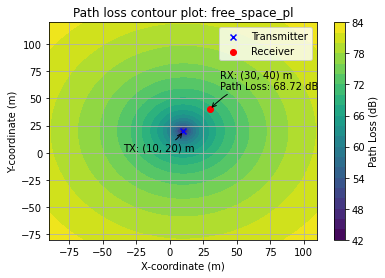 Path loss contour plot: free_space_pl
Transmitter
Receiver
RX: (30, 40) m
Path Loss: 68.72 dB
TX: (10, 20) m
100
75
50
25
0
−25
−50
−75
Y-coordinate (m)
−75 −50 −25 0 25 50 75 100
X-coordinate (m)
84
78
72
66
60
54
48
42
Path Loss (dB)